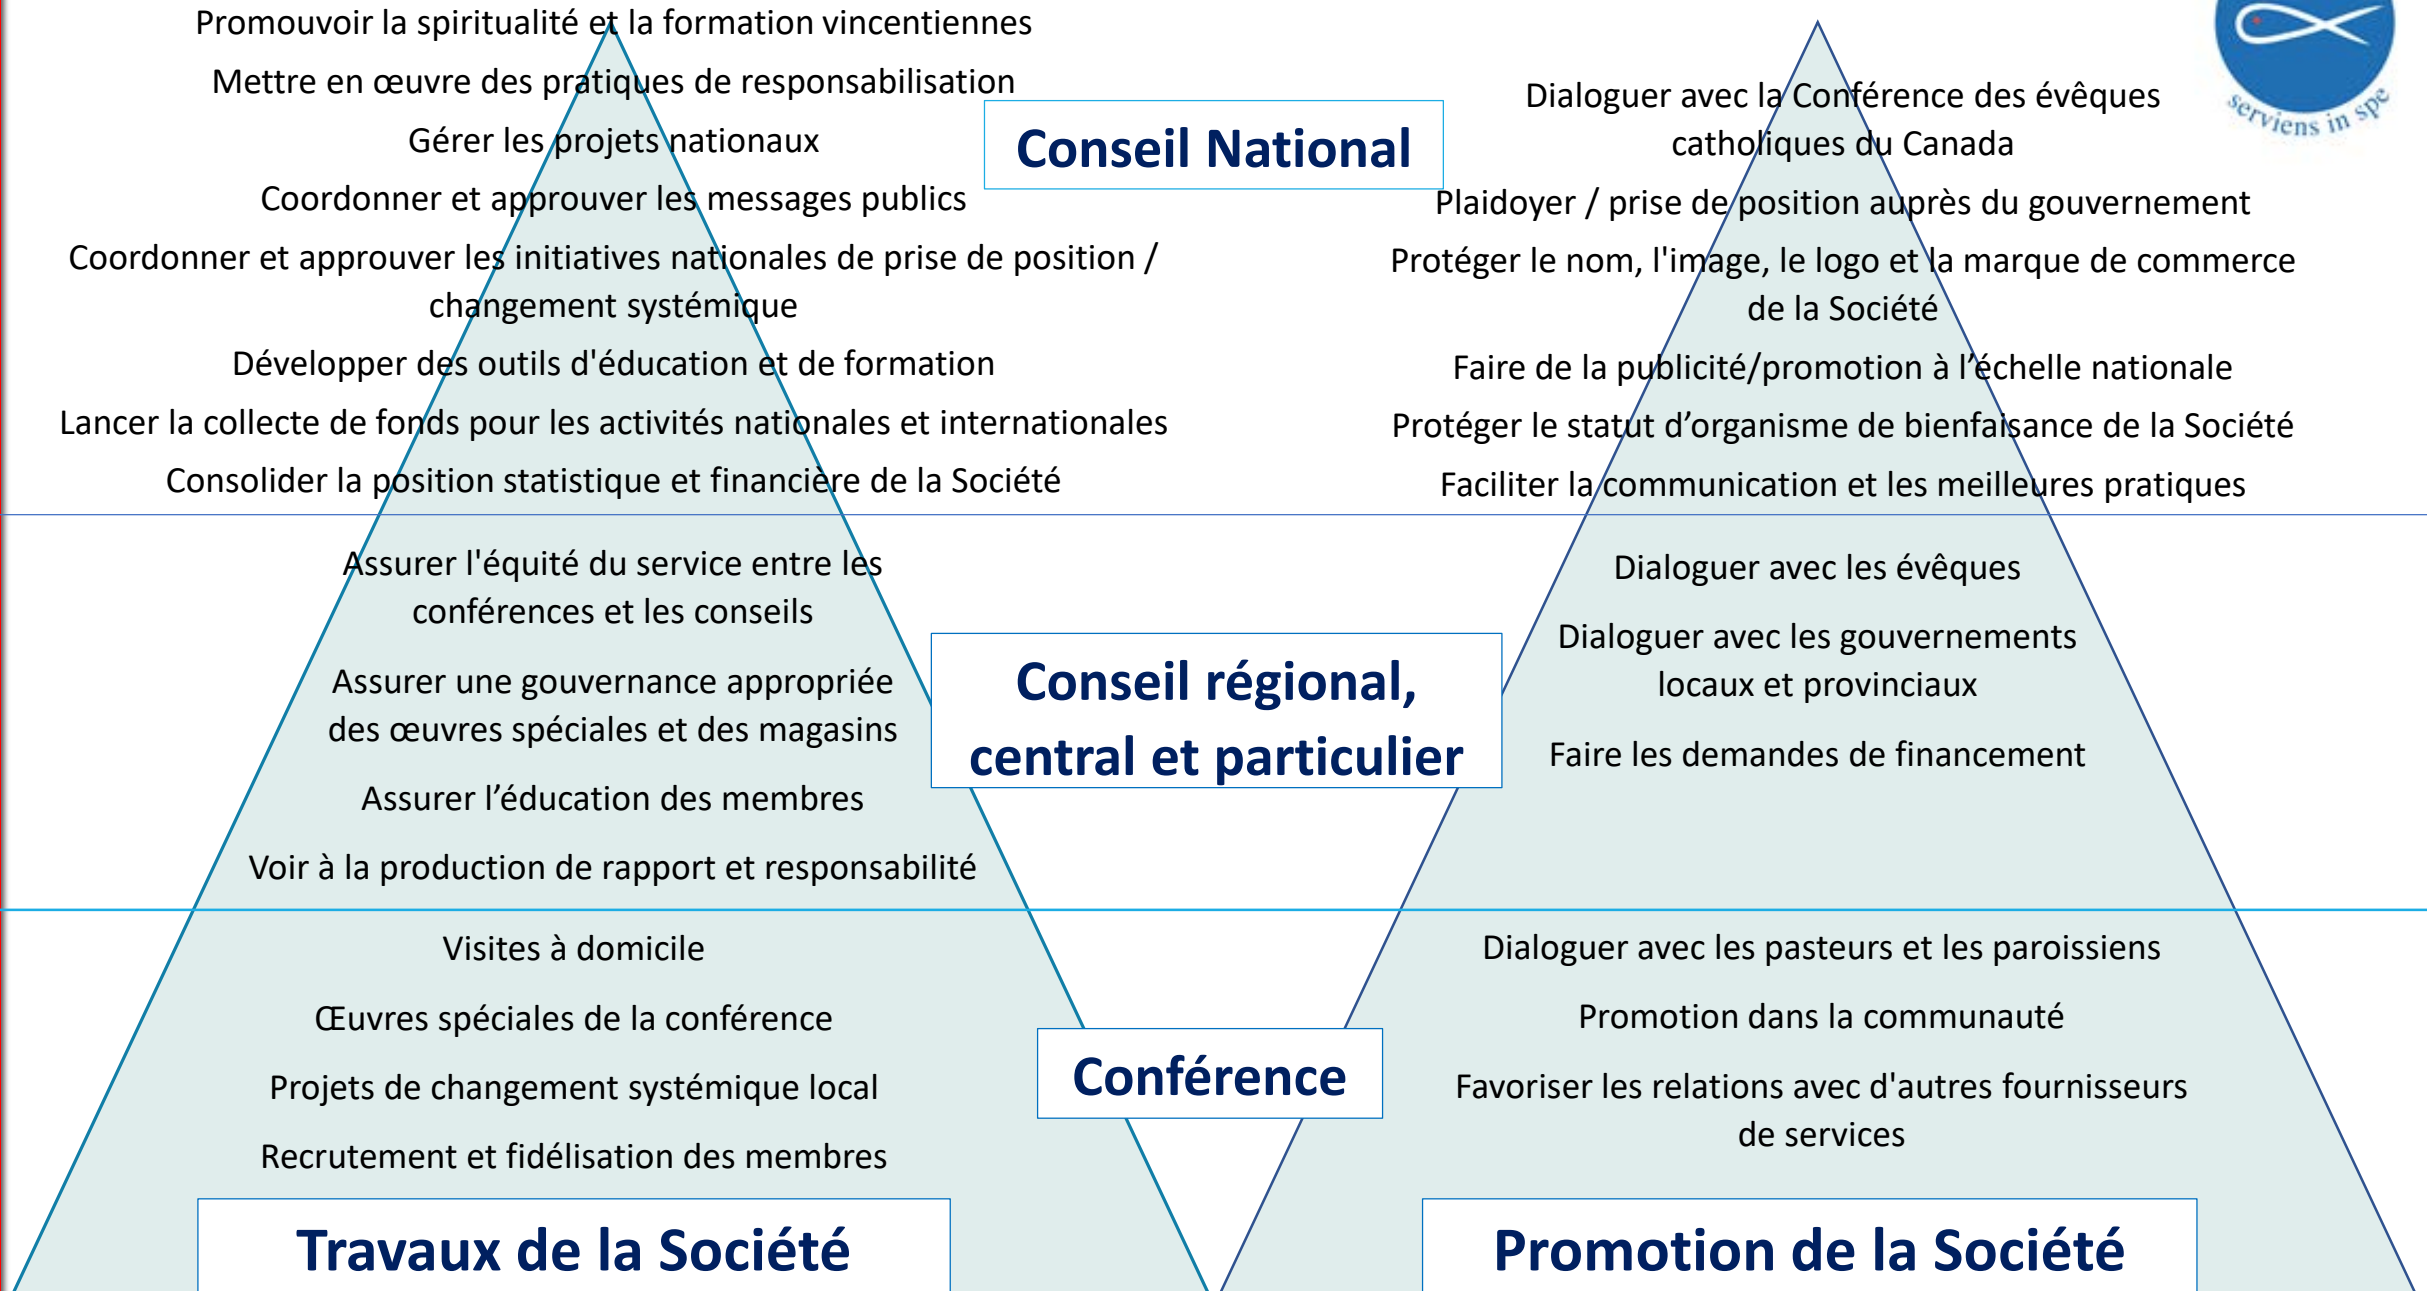 Promouvoir la spiritualité et la formation vincentiennes
Mettre en œuvre des pratiques de responsabilisation
Gérer les projets nationaux
Coordonner et approuver les messages publics
Coordonner et approuver les initiatives nationales de prise de position /
changement systémique
Développer des outils d'éducation et de formation
Lancer la collecte de fonds pour les activités nationales et internationales
Consolider la position statistique et financière de la Société
Conseil National
Dialoguer avec la Conférence des évêques
catholiques du Canada
Plaidoyer / prise de position auprès du gouvernement
Protéger le nom, l'image, le logo et la marque de commerce
de la Société
Faire de la publicité/promotion à l’échelle nationale
Protéger le statut d’organisme de bienfaisance de la Société
Faciliter la communication et les meilleures pratiques
serviens in spe
Assurer l'équité du service entre les
conférences et les conseils
Assurer une gouvernance appropriée
des œuvres spéciales et des magasins
Assurer l’éducation des membres
Voir à la production de rapport et responsabilité
Conseil régional,
central et particulier
Dialoguer avec les évêques
Dialoguer avec les gouvernements
locaux et provinciaux
Faire les demandes de financement
Visites à domicile
Œuvres spéciales de la conférence
Projets de changement systémique local
Recrutement et fidélisation des membres
Conférence
Dialoguer avec les pasteurs et les paroissiens
Promotion dans la communauté
Favoriser les relations avec d'autres fournisseurs
de services
Travaux de la Société
Promotion de la Société